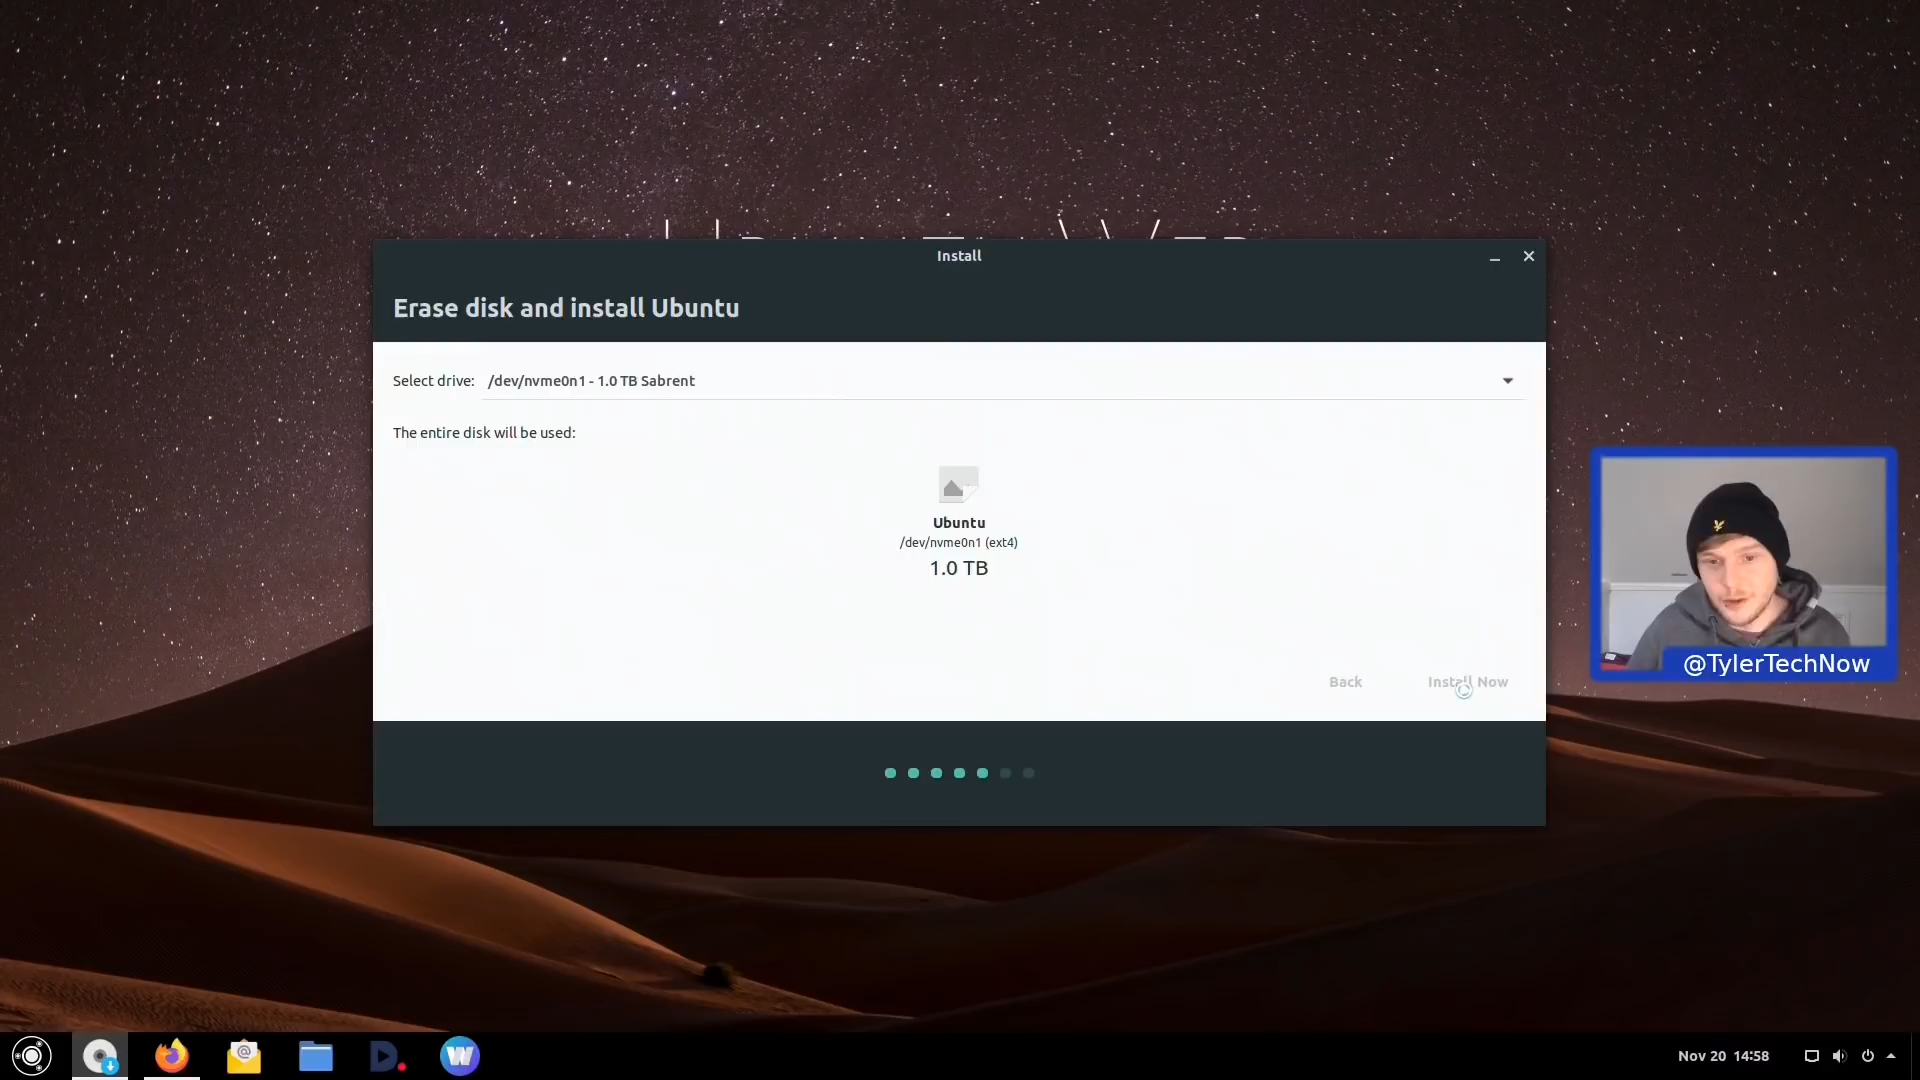 Install
Erase disk and install Ubuntu
Select drive: /dev/nvme0n1 - 1.0 TB Sabrent
The entire disk will be used:
Ubuntu
/dev/nvme0n1 (ext4)
1.0 TB
Back
Install Now
@TylerTechNow
Nov 20 14:58